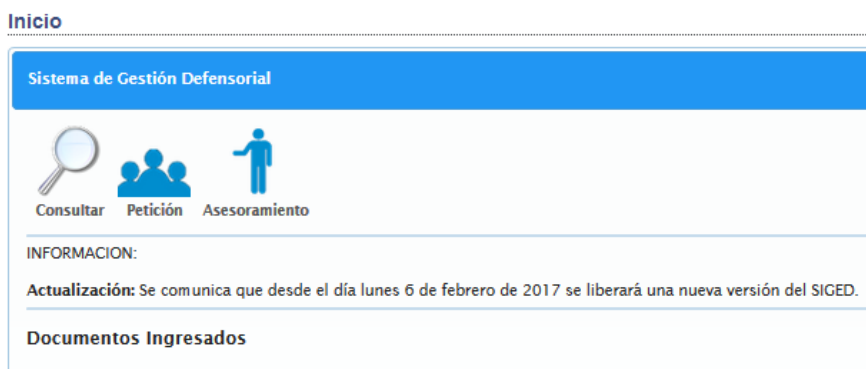 Inicio
Sistema de Gestión Defensorial
Consultar Petición Asesoramiento
INFORMACION:
Actualización: Se comunica que desde el día lunes 6 de febrero de 2017 se liberará una nueva versión del SIGED.
Documentos Ingresados